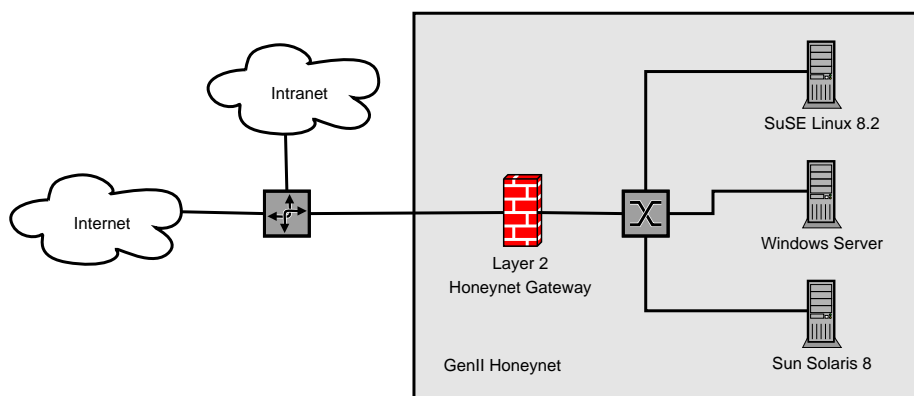 Intranet
SuSE Linux 8.2
Internet
Windows Server
Layer 2
Honeynet Gateway
GenII Honeynet
Sun Solaris 8